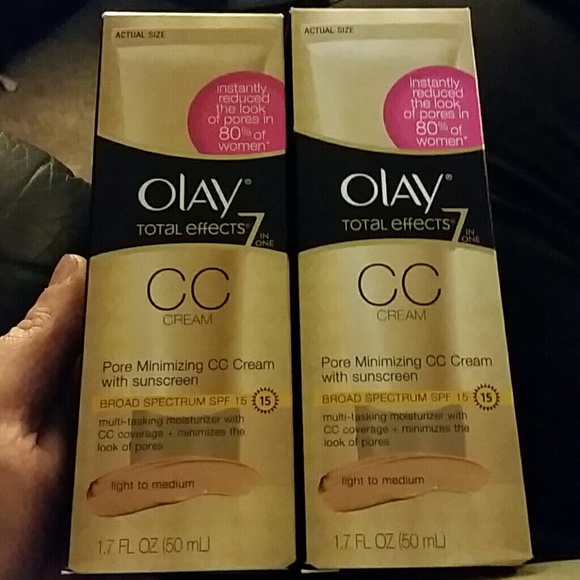 ACTUAL SIZE
instantly
reduced
the look
of pores in
80% of
women*
OLAY®
TOTAL effects® 7 IN ONE
CC
CREAM
Pore Minimizing CC Cream
with sunscreen
BROAD SPECTRUM SPF 15 15
multi-tasking moisturizer with
CC coverage + minimizes the
look of pores
light to medium
1.7 FL OZ (50 mL)
ACTUAL SIZE
instantly
reduced
the look
of pores in
80% of
women*
OLAY®
TOTAL effects® 7 IN ONE
CC
CREAM
Pore Minimizing CC Cream
with sunscreen
BROAD SPECTRUM SPF 15 15
multi-tasking moisturizer with
CC coverage + minimizes the
look of pores
light to medium
1.7 FL OZ (50 mL)